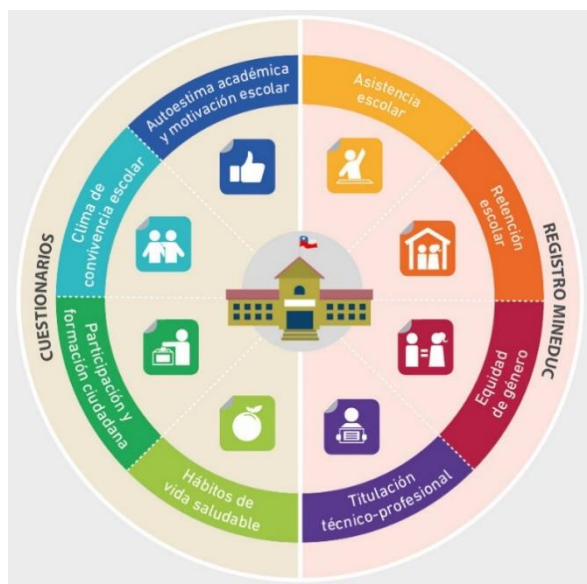 CUESTIONARIOS
Autoestima académica
y motivación escolar
Clima de
convivencia escolar
Participación y
formación ciudadana
Hábitos de
vida saludable
REGISTRO MINEDUC
Asistencia
escolar
Retención
escolar
Equidad
de género
Titulación
técnico-profesional